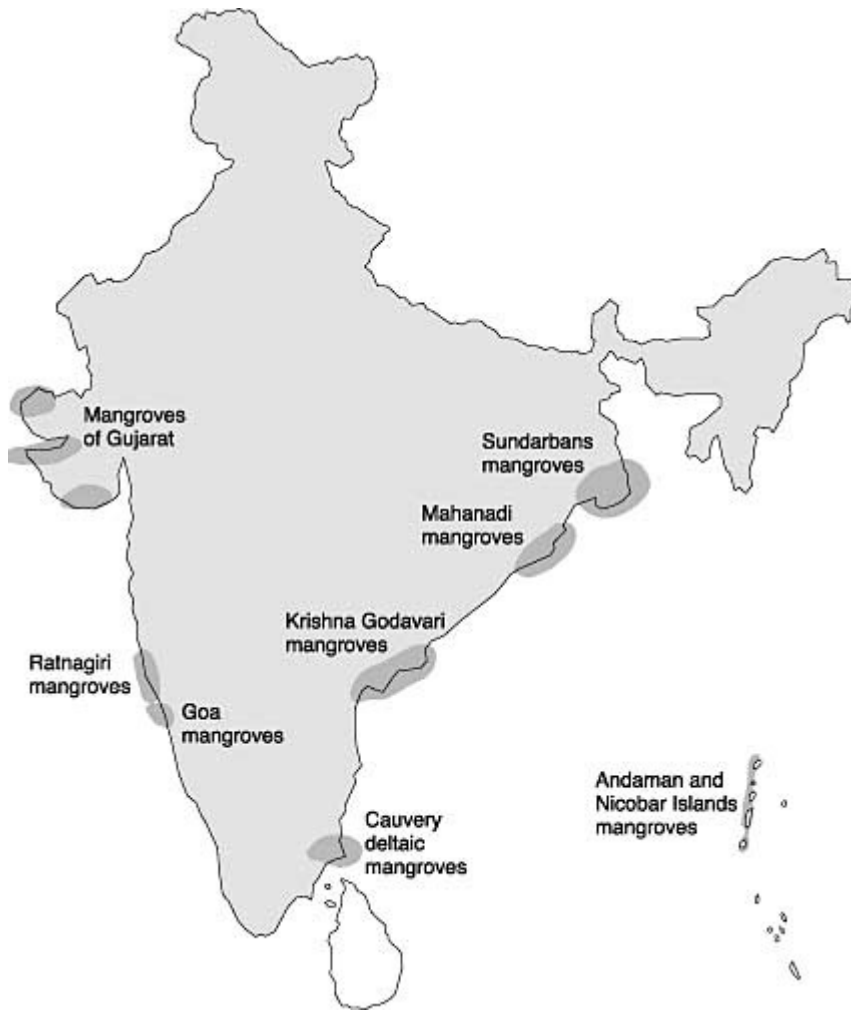 Mangroves
of Gujarat
Sundarbans
mangroves
Mahanadi
mangroves
Krishna Godavari
mangroves
Ratnagiri
mangroves
Goa
mangroves
Andaman and
Nicobar Islands
mangroves
Cauvery
deltaic
mangroves